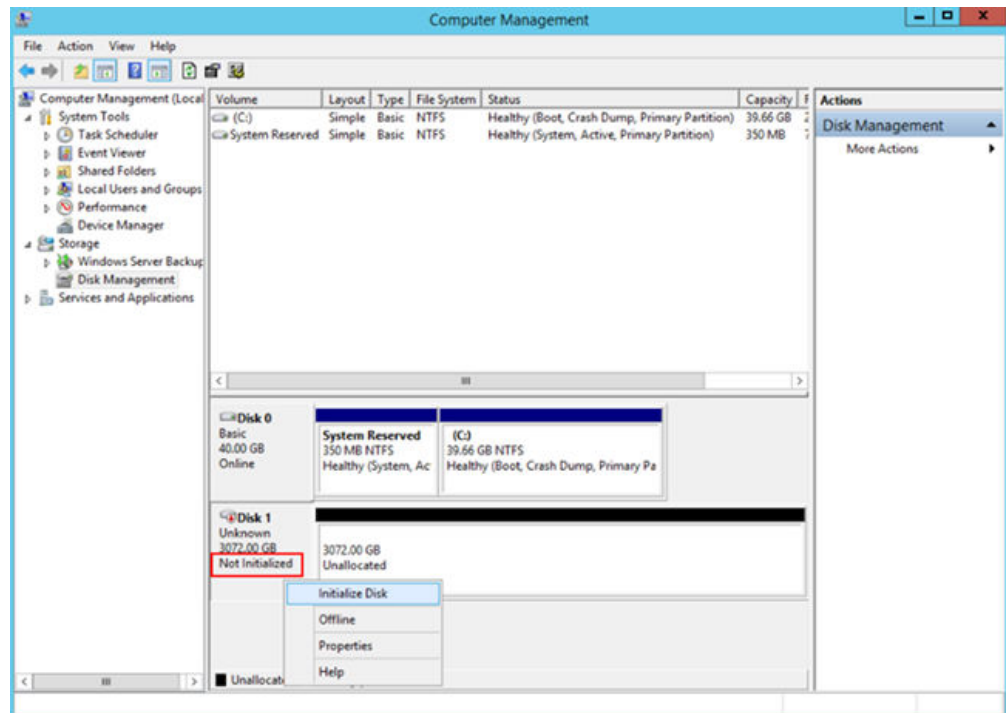 Computer Management
File Action View Help
Computer Management (Local
System Tools
Task Scheduler
Event Viewer
Shared Folders
Local Users and Groups
Performance
Device Manager
Storage
Windows Server Backup
Disk Management
Services and Applications
Volume Layout Type File System Status Capacity F
(C:) Simple Basic NTFS Healthy (Boot, Crash Dump, Primary Partition) 39.66 GB
System Reserved Simple Basic NTFS Healthy (System, Active, Primary Partition) 350 MB
Actions
Disk Management
More Actions
Disk 0
Basic
40.00 GB
Online
System Reserved
350 MB NTFS
Healthy (System, Ac
(C:)
39.66 GB NTFS
Healthy (Boot, Crash Dump, Primary Pa
Disk 1
Unknown
3072.00 GB
Not Initialized
3072.00 GB
Unallocated
Initialize Disk
Offline
Properties
Help
Unallocat